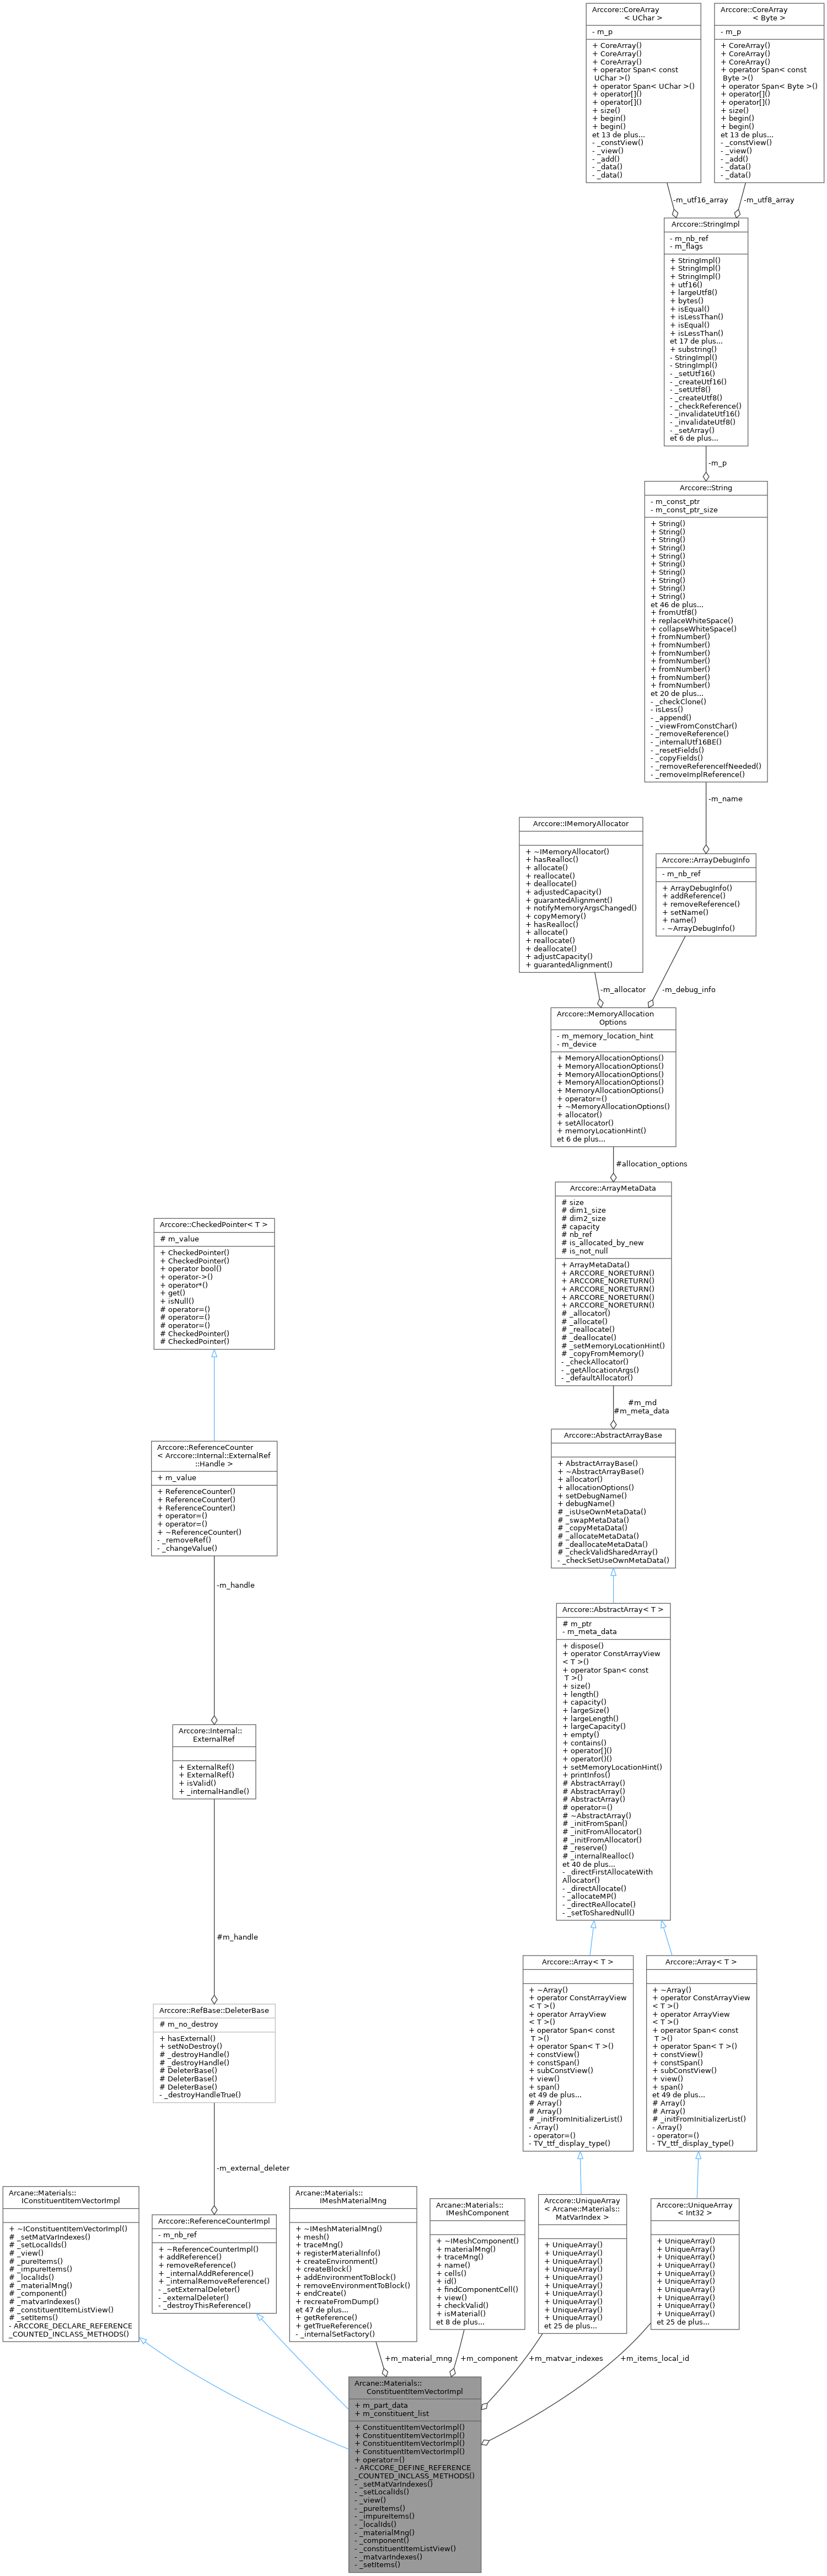 Arccore::CoreArray
< UChar >
- m_p
+ CoreArray()
+ CoreArray()
+ CoreArray()
+ operator Span< const
UChar >()
+ operator Span< UChar >()
+ operator[]()
+ operator[]()
+ size()
+ begin()
+ begin()
et 13 de plus...
- _constView()
- _view()
- _add()
- _data()
- _data()
Arccore::CoreArray
< Byte >
- m_p
+ CoreArray()
+ CoreArray()
+ CoreArray()
+ operator Span< const
Byte >()
+ operator Span< Byte >()
+ operator[]()
+ operator[]()
+ size()
+ begin()
+ begin()
et 13 de plus...
- _constView()
- _view()
- _add()
- _data()
- _data()
-m_utf16_array
-m_utf8_array
Arccore::StringImpl
- m_nb_ref
- m_flags
+ StringImpl()
+ StringImpl()
+ StringImpl()
+ utf16()
+ largeUtf8()
+ bytes()
+ isEqual()
+ isLessThan()
+ isEqual()
+ isLessThan()
et 17 de plus...
+ substring()
- StringImpl()
- StringImpl()
- _setUtf16()
- _createUtf16()
- _setUtf8()
- _createUtf8()
- _checkReference()
- _invalidateUtf16()
- _invalidateUtf8()
- _setArray()
et 6 de plus...
-m_p
Arccore::String
- m_const_ptr
- m_const_ptr_size
+ String()
+ String()
+ String()
+ String()
+ String()
+ String()
+ String()
+ String()
+ String()
+ String()
et 46 de plus...
+ fromUtf8()
+ replaceWhiteSpace()
+ collapseWhiteSpace()
+ fromNumber()
+ fromNumber()
+ fromNumber()
+ fromNumber()
+ fromNumber()
+ fromNumber()
+ fromNumber()
et 20 de plus...
- _checkClone()
- isLess()
- _append()
- _viewFromConstChar()
- _removeReference()
- _internalUtf16BE()
- _resetFields()
- _copyFields()
- _removeReferenceIfNeeded()
- _removeImplReference()
-m_name
Arccore::IMemoryAllocator
+ ~IMemoryAllocator()
+ hasRealloc()
+ allocate()
+ reallocate()
+ deallocate()
+ adjustedCapacity()
+ guarantedAlignment()
+ notifyMemoryArgsChanged()
+ copyMemory()
+ hasRealloc()
+ allocate()
+ reallocate()
+ deallocate()
+ adjustCapacity()
+ guarantedAlignment()
Arccore::ArrayDebugInfo
- m_nb_ref
+ ArrayDebugInfo()
+ addReference()
+ removeReference()
+ setName()
+ name()
- ~ArrayDebugInfo()
-m_allocator
-m_debug_info
Arccore::MemoryAllocation
Options
- m_memory_location_hint
- m_device
+ MemoryAllocationOptions()
+ MemoryAllocationOptions()
+ MemoryAllocationOptions()
+ MemoryAllocationOptions()
+ MemoryAllocationOptions()
+ operator=()
+ ~MemoryAllocationOptions()
+ allocator()
+ setAllocator()
+ memoryLocationHint()
et 6 de plus...
#allocation_options
Arccore::ArrayMetaData
# size
# dim1_size
# dim2_size
# capacity
# nb_ref
# is_allocated_by_new
# is_not_null
+ ArrayMetaData()
+ ARCCORE_NORETURN()
+ ARCCORE_NORETURN()
+ ARCCORE_NORETURN()
+ ARCCORE_NORETURN()
+ ARCCORE_NORETURN()
# _allocator()
# _allocate()
# _reallocate()
# _deallocate()
# _setMemoryLocationHint()
# _copyFromMemory()
- _checkAllocator()
- _getAllocationArgs()
- _defaultAllocator()
#m_md
#m_meta_data
Arccore::AbstractArrayBase
+ AbstractArrayBase()
+ ~AbstractArrayBase()
+ allocator()
+ allocationOptions()
+ setDebugName()
+ debugName()
# _isUseOwnMetaData()
# _swapMetaData()
# _copyMetaData()
# _allocateMetaData()
# _deallocateMetaData()
# _checkValidSharedArray()
- _checkSetUseOwnMetaData()
Arccore::AbstractArray< T >
# m_ptr
- m_meta_data
+ dispose()
+ operator ConstArrayView
< T >()
+ operator Span< const
T >()
+ size()
+ length()
+ capacity()
+ largeSize()
+ largeLength()
+ largeCapacity()
+ empty()
+ contains()
+ operator[]()
+ operator()()
+ setMemoryLocationHint()
+ printInfos()
# AbstractArray()
# AbstractArray()
# AbstractArray()
# operator=()
# ~AbstractArray()
# _initFromSpan()
# _initFromAllocator()
# _initFromAllocator()
# _reserve()
# _internalRealloc()
et 40 de plus...
- _directFirstAllocateWith
Allocator()
- _directAllocate()
- _allocateMP()
- _directReAllocate()
- _setToSharedNull()
Arccore::Array< T >
+ ~Array()
+ operator ConstArrayView
< T >()
+ operator ArrayView
< T >()
+ operator Span< const
T >()
+ operator Span< T >()
+ constView()
+ constSpan()
+ subConstView()
+ view()
+ span()
et 49 de plus...
# Array()
# Array()
# _initFromInitializerList()
- Array()
- operator=()
- TV_ttf_display_type()
Arccore::Array< T >
+ ~Array()
+ operator ConstArrayView
< T >()
+ operator ArrayView
< T >()
+ operator Span< const
T >()
+ operator Span< T >()
+ constView()
+ constSpan()
+ subConstView()
+ view()
+ span()
et 49 de plus...
# Array()
# Array()
# _initFromInitializerList()
- Array()
- operator=()
- TV_ttf_display_type()
Arccore::CheckedPointer< T >
# m_value
+ CheckedPointer()
+ CheckedPointer()
+ operator bool()
+ operator->()
+ operator*()
+ get()
+ isNull()
# operator=()
# operator=()
# operator=()
# CheckedPointer()
# CheckedPointer()
Arccore::ReferenceCounter
< Arccore::Internal::ExternalRef
::Handle >
+ m_value
+ ReferenceCounter()
+ ReferenceCounter()
+ ReferenceCounter()
+ operator=()
+ operator=()
+ ~ReferenceCounter()
- _removeRef()
- _changeValue()
-m_handle
Arccore::Internal::
ExternalRef
+ ExternalRef()
+ ExternalRef()
+ isValid()
+ _internalHandle()
#m_handle
Arccore::RefBase::DeleterBase
# m_no_destroy
+ hasExternal()
+ setNoDestroy()
# _destroyHandle()
# _destroyHandle()
# DeleterBase()
# DeleterBase()
# DeleterBase()
- _destroyHandleTrue()
-m_external_deleter
Arcane::Materials::
IConstituentItemVectorImpl
+ ~IConstituentItemVectorImpl()
# _setMatVarIndexes()
# _setLocalIds()
# _view()
# _pureItems()
# _impureItems()
# _localIds()
# _materialMng()
# _component()
# _matvarIndexes()
# _constituentItemListView()
# _setItems()
- ARCCORE_DECLARE_REFERENCE
_COUNTED_INCLASS_METHODS()
Arccore::ReferenceCounterImpl
- m_nb_ref
+ ~ReferenceCounterImpl()
+ addReference()
+ removeReference()
+ _internalAddReference()
+ _internalRemoveReference()
- _setExternalDeleter()
- _externalDeleter()
- _destroyThisReference()
Arcane::Materials::
IMeshMaterialMng
+ ~IMeshMaterialMng()
+ mesh()
+ traceMng()
+ registerMaterialInfo()
+ createEnvironment()
+ createBlock()
+ addEnvironmentToBlock()
+ removeEnvironmentToBlock()
+ endCreate()
+ recreateFromDump()
et 47 de plus...
+ getReference()
+ getTrueReference()
- _internalSetFactory()
Arcane::Materials::
IMeshComponent
+ ~IMeshComponent()
+ materialMng()
+ traceMng()
+ name()
+ cells()
+ id()
+ findComponentCell()
+ view()
+ checkValid()
+ isMaterial()
et 8 de plus...
Arccore::UniqueArray
< Arcane::Materials::
MatVarIndex >
+ UniqueArray()
+ UniqueArray()
+ UniqueArray()
+ UniqueArray()
+ UniqueArray()
+ UniqueArray()
+ UniqueArray()
+ UniqueArray()
+ UniqueArray()
+ UniqueArray()
et 25 de plus...
Arccore::UniqueArray
< Int32 >
+ UniqueArray()
+ UniqueArray()
+ UniqueArray()
+ UniqueArray()
+ UniqueArray()
+ UniqueArray()
+ UniqueArray()
+ UniqueArray()
+ UniqueArray()
+ UniqueArray()
et 25 de plus...
+m_material_mng
+m_component
+m_matvar_indexes
+m_items_local_id
Arcane::Materials::
ConstituentItemVectorImpl
+ m_part_data
+ m_constituent_list
+ ConstituentItemVectorImpl()
+ ConstituentItemVectorImpl()
+ ConstituentItemVectorImpl()
+ ConstituentItemVectorImpl()
+ operator=()
- ARCCORE_DEFINE_REFERENCE
_COUNTED_INCLASS_METHODS()
- _setMatVarIndexes()
- _setLocalIds()
- _view()
- _pureItems()
- _impureItems()
- _localIds()
- _materialMng()
- _component()
- _constituentItemListView()
- _matvarIndexes()
- _setItems()